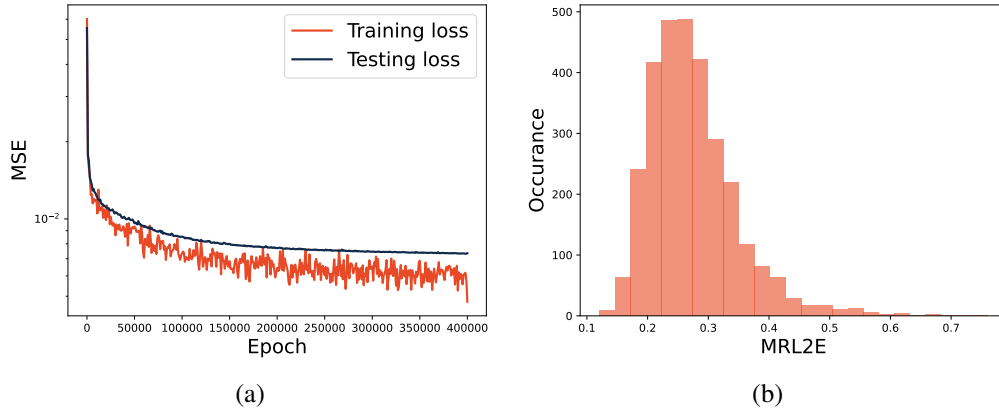 Training loss
Testing loss
MSE
10⁻²
0 50000 100000 150000 200000 250000 300000 350000 400000
Epoch
(a)
Occurance
500
400
300
200
100
0
0.1 0.2 0.3 0.4 0.5 0.6 0.7
MRL2E
(b)